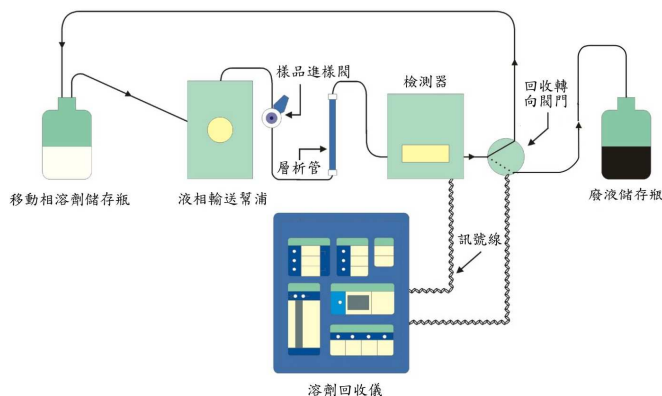 樣品進樣閥
檢測器
回收轉
向閥門
層析管
移動相溶劑儲存瓶
液相輸送幫浦
廢液儲存瓶
訊號線
溶劑回收儀